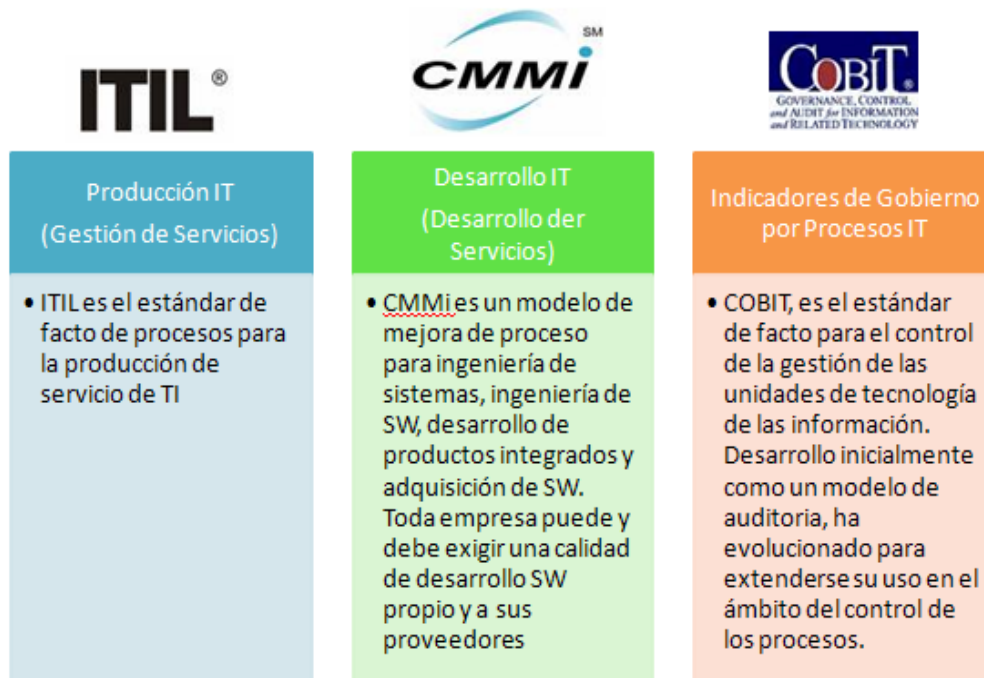 ITIL®
CMMi SM
COBIT®
GOVERNANCE, CONTROL
and AUDIT for INFORMATION
and RELATED TECHNOLOGY
Producción IT
(Gestión de Servicios)
• ITIL es el estándar de
facto de procesos para
la producción de
servicio de TI
Desarrollo IT
(Desarrollo der
Servicios)
• CMMi es un modelo de
mejora de proceso
para ingeniería de
sistemas, ingeniería de
SW, desarrollo de
productos integrados y
adquisición de SW.
Toda empresa puede y
debe exigir una calidad
de desarrollo SW
propio y a sus
proveedores
Indicadores de Gobierno
por Procesos IT
• COBIT, es el estándar
de facto para el control
de la gestión de las
unidades de tecnología
de las información.
Desarrollo inicialmente
como un modelo de
auditoria, ha
evolucionado para
extenderse su uso en el
ámbito del control de
los procesos.